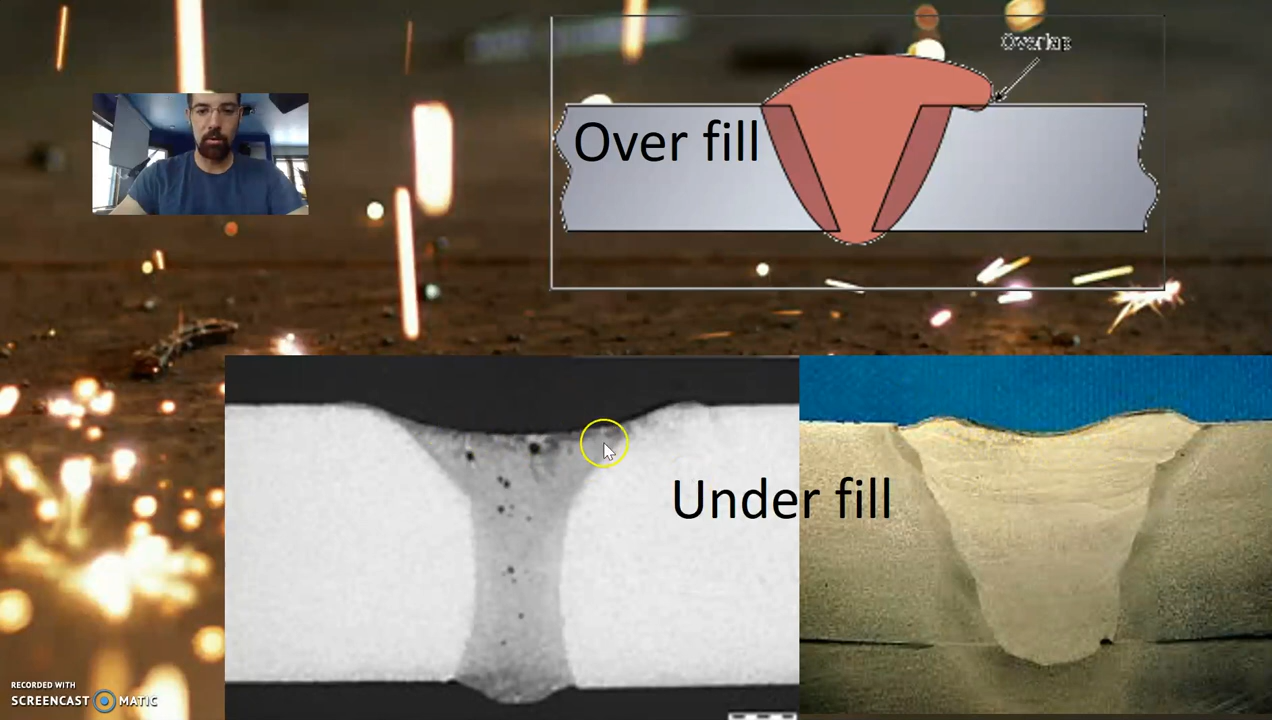 Overlap
Over fill
Under fill
RECORDED WITH
SCREENCAST MATIC